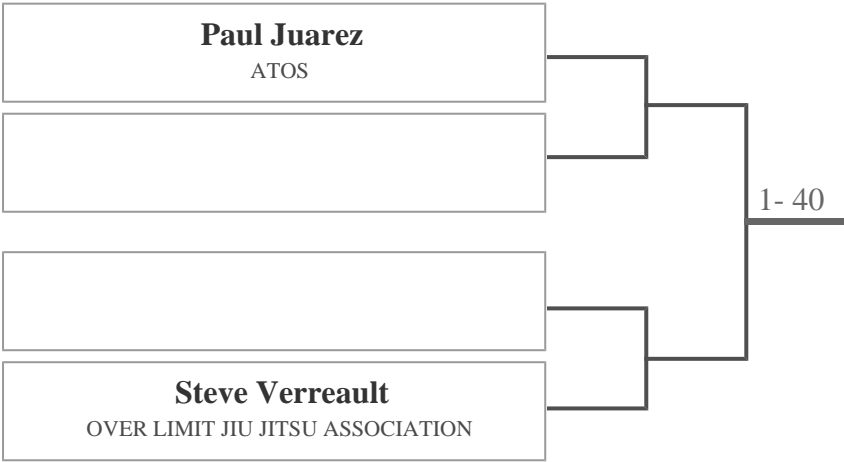 Paul Juarez
ATOS
1- 40
Steve Verreault
OVER LIMIT JIU JITSU ASSOCIATION